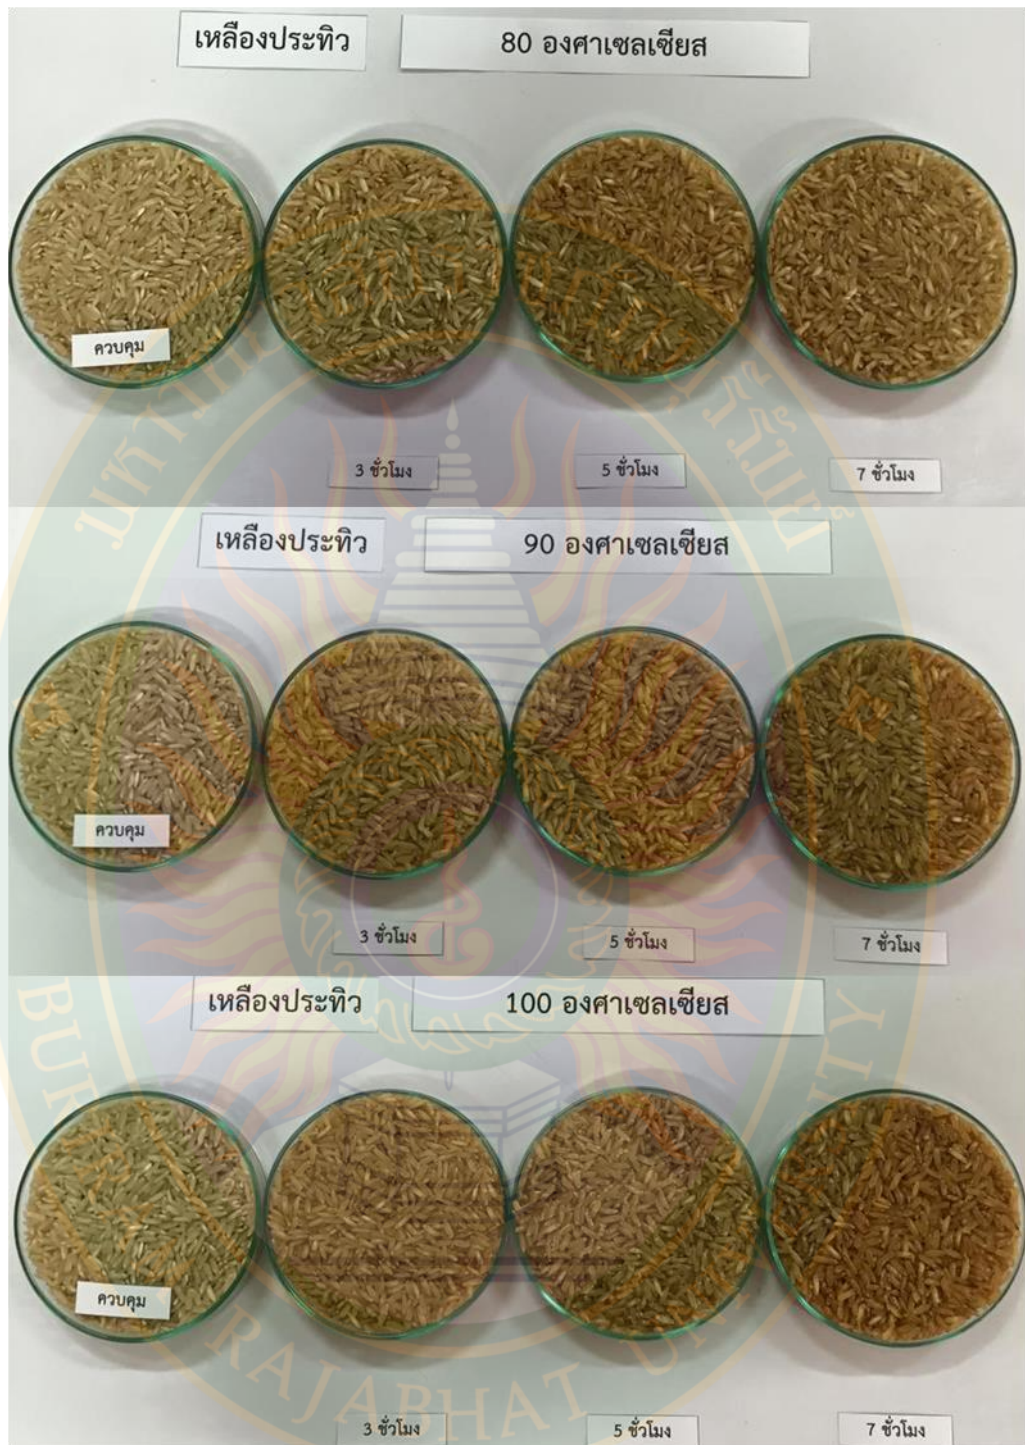 เหลืองประทิว
80 องศาเซลเซียส
ควบคุม
3 ชั่วโมง
5 ชั่วโมง
7 ชั่วโมง
เหลืองประทิว
90 องศาเซลเซียส
ควบคุม
3 ชั่วโมง
5 ชั่วโมง
7 ชั่วโมง
เหลืองประทิว
100 องศาเซลเซียส
ควบคุม
3 ชั่วโมง
5 ชั่วโมง
7 ชั่วโมง
RAJABHAT